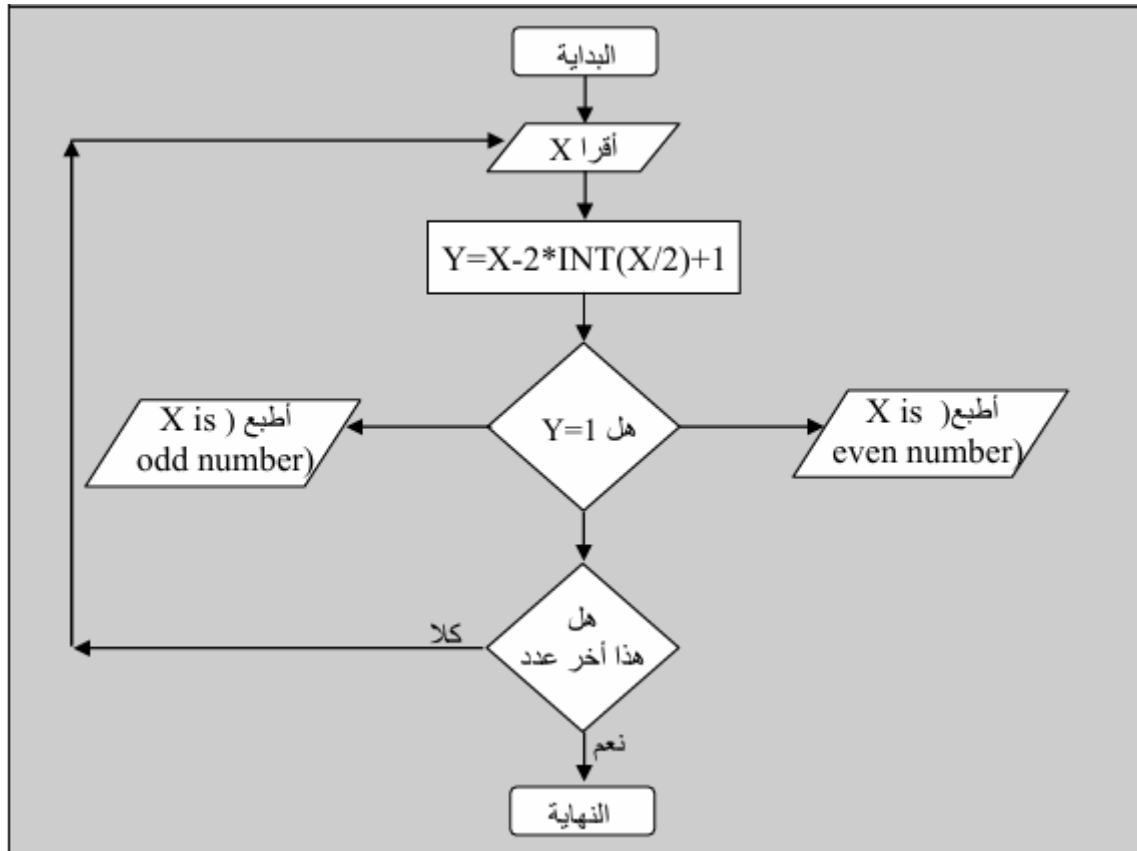 البداية
أقرا X
Y=X-2*INT(X/2)+1
هل Y=1
أطبع ( X is
odd number)
أطبع( X is
even number)
هل
هذا أخر عدد
كلا
نعم
النهاية